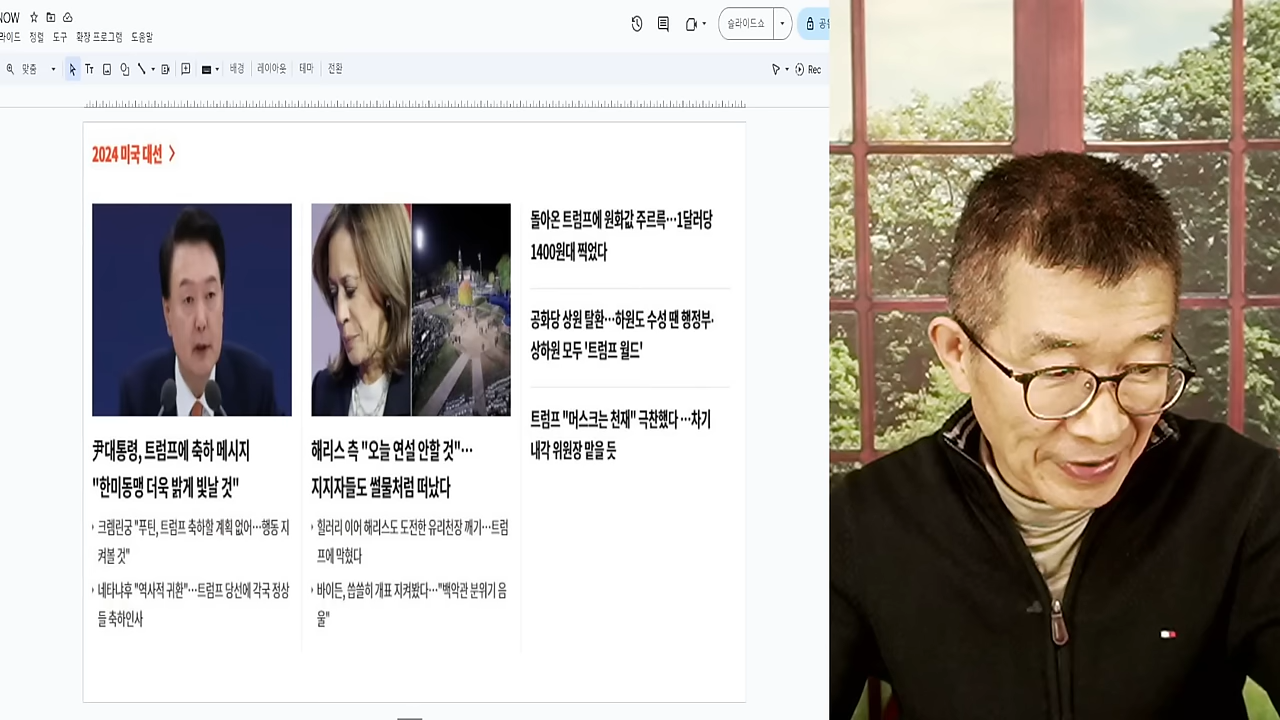 NOW
라이드 정렬 도구 확장 프로그램 도움말
슬라이드쇼
맞춤 Tт 배경 레이아웃 테마 전환 Rec
2024 미국 대선 >
尹대통령, 트럼프에 축하 메시지
"한미동맹 더욱 밝게 빛날 것"
크렘린궁 "푸틴, 트럼프 축하할 계획 없어…행동 지
켜볼 것"
네타냐후 "역사적 귀환"…트럼프 당선에 각국 정상
들 축하인사
해리스 측 "오늘 연설 안할 것"…
지지자들도 썰물처럼 떠났다
힐러리 이어 해리스도 도전한 유리천장 깨기…트럼
프에 막혔다
바이든, 씁쓸히 개표 지켜봤다…"백악관 분위기 음
울"
돌아온 트럼프에 원화값 주르륵…1달러당
1400원대 찍었다
공화당 상원 탈환…하원도 수성 땐 행정부·
상하원 모두 '트럼프 월드'
트럼프 "머스크는 천재" 극찬했다…차기
내각 위원장 맡을 듯